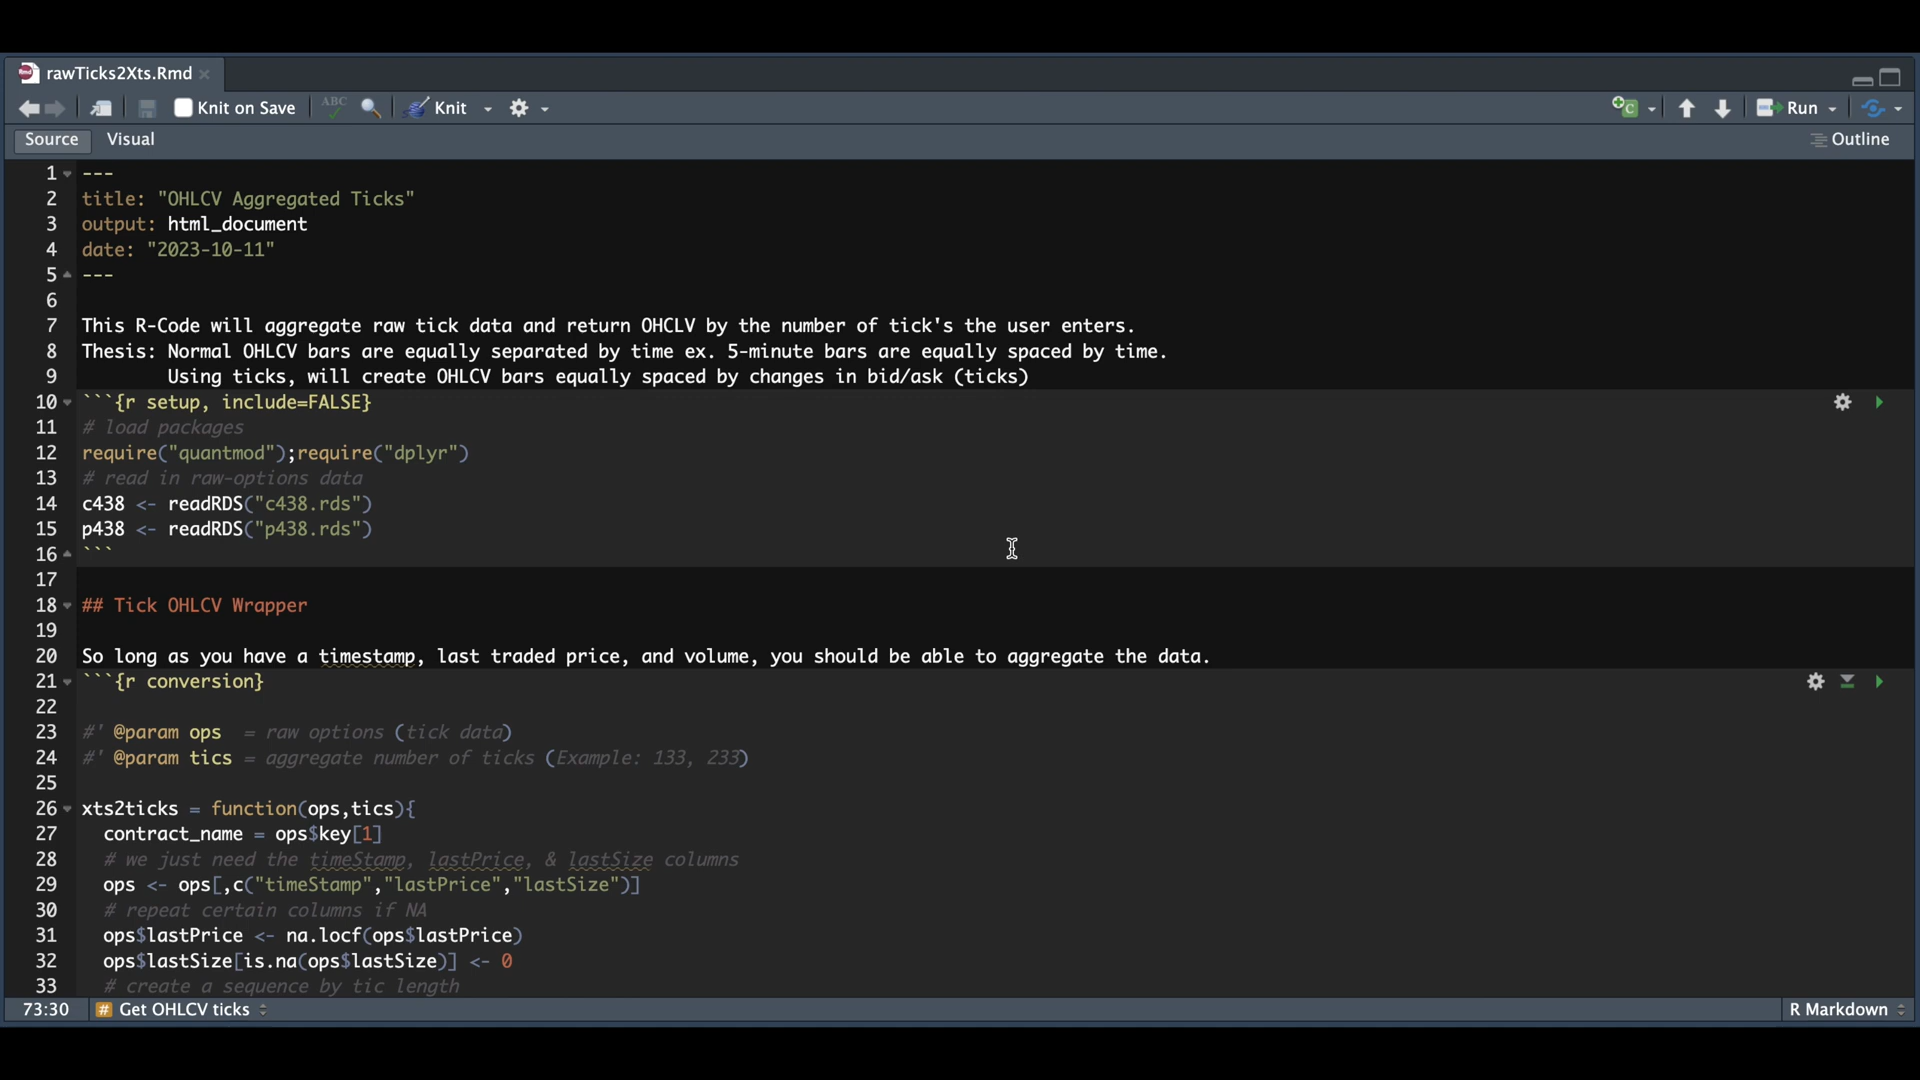 rawTicks2Xts.Rmd
Knit on Save ABC Knit Run
Source Visual Outline
1 ---
2 title: "OHLCV Aggregated Ticks"
3 output: html_document
4 date: "2023-10-11"
5 ---
6
7 This R-Code will aggregate raw tick data and return OHCLV by the number of tick's the user enters.
8 Thesis: Normal OHLCV bars are equally separated by time ex. 5-minute bars are equally spaced by time.
9         Using ticks, will create OHLCV bars equally spaced by changes in bid/ask (ticks)
10 ```{r setup, include=FALSE}
11 # load packages
12 require("quantmod");require("dplyr")
13 # read in raw-options data
14 c438 <- readRDS("c438.rds")
15 p438 <- readRDS("p438.rds")
16 ```
17
18 ## Tick OHLCV Wrapper
19
20 So long as you have a timestamp, last traded price, and volume, you should be able to aggregate the data.
21 ```{r conversion}
22
23 #' @param ops  = raw options (tick data)
24 #' @param tics = aggregate number of ticks (Example: 133, 233)
25
26 xts2ticks = function(ops,tics){
27   contract_name = ops$key[1]
28   # we just need the timeStamp, lastPrice, & lastSize columns
29   ops <- ops[,c("timeStamp","lastPrice","lastSize")]
30   # repeat certain columns if NA
31   ops$lastPrice <- na.locf(ops$lastPrice)
32   ops$lastSize[is.na(ops$lastSize)] <- 0
33   # create a sequence by tic length
73:30 # Get OHLCV ticks R Markdown